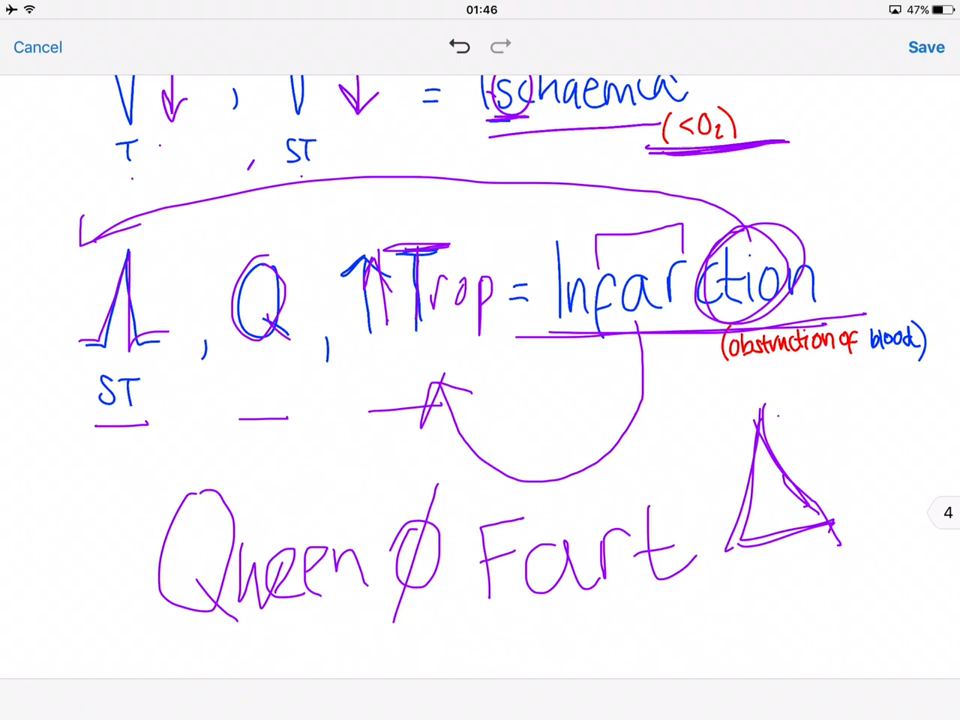 01:46
47%
Cancel
Save
↓ , ↓ = Ischaemia
T , ST
(<O₂)
Q , ↑ Trop = Infarction
,
(obstruction of blood)
ST
4
Queen Ø Fart